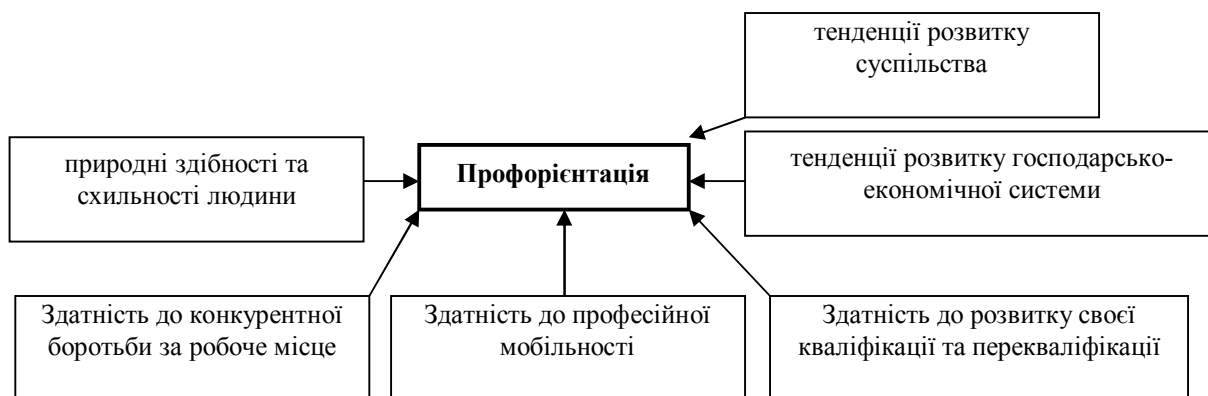 тенденції розвитку
суспільства
природні здібності та
схильності людини
Профорієнтація
тенденції розвитку господарсько-
економічної системи
Здатність до конкурентної
боротьби за робоче місце
Здатність до професійної
мобільності
Здатність до розвитку своєї
кваліфікації та перекваліфікації